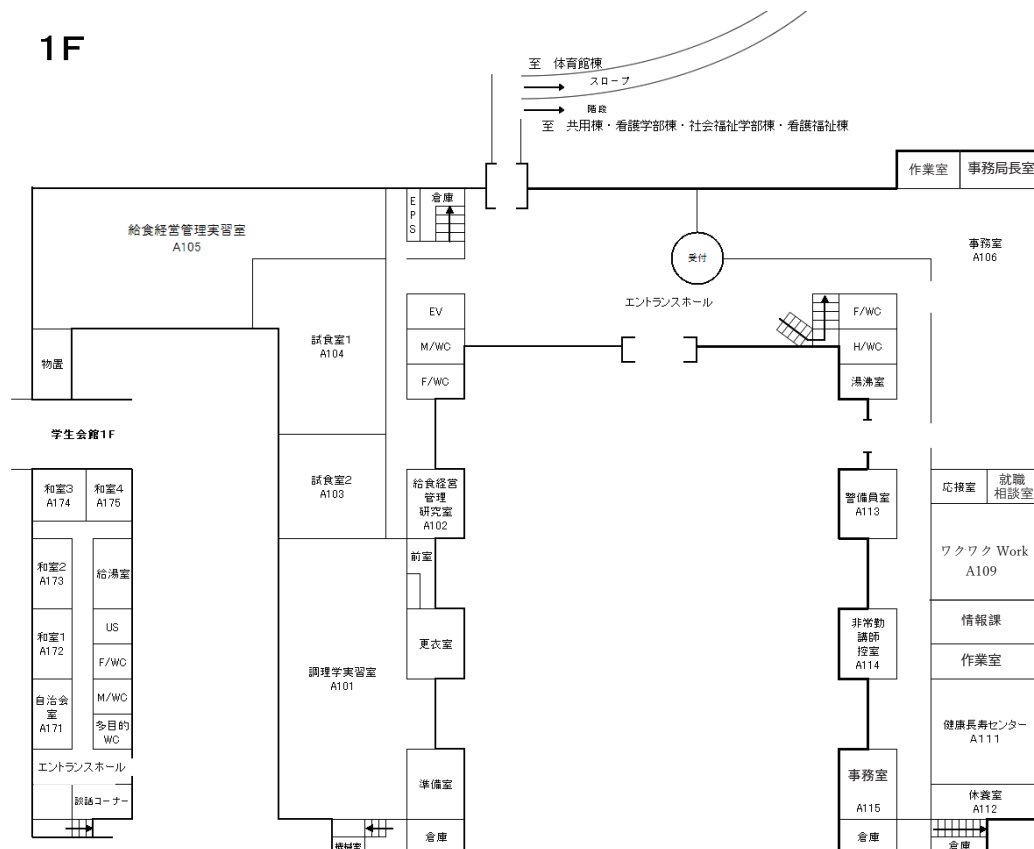 1F
至 体育館棟
スロープ
階段
至 共用棟・看護学部棟・社会福祉学部棟・看護福祉棟
作業室
事務局長室
E
P
S
倉庫
給食経営管理実習室
A105
受付
事務室
A106
エントランスホール
EV
M/WC
F/WC
試食室1
A104
F/WC
H/WC
湯沸室
物置
学生会館1F
和室3
A174
和室4
A175
試食室2
A103
給食経営
管理
研究室
A102
警備員室
A113
応接室
就職
相談室
前室
ワクワク Work
A109
和室2
A173
給湯室
US
和室1
A172
F/WC
更衣室
調理学実習室
A101
非常勤
講師
控室
A114
情報課
作業室
M/WC
自治会
室
A171
多目的
WC
健康長寿センター
A111
エントランスホール
準備室
事務室
A115
休養室
A112
談話コーナー
機械室
倉庫
倉庫
倉庫